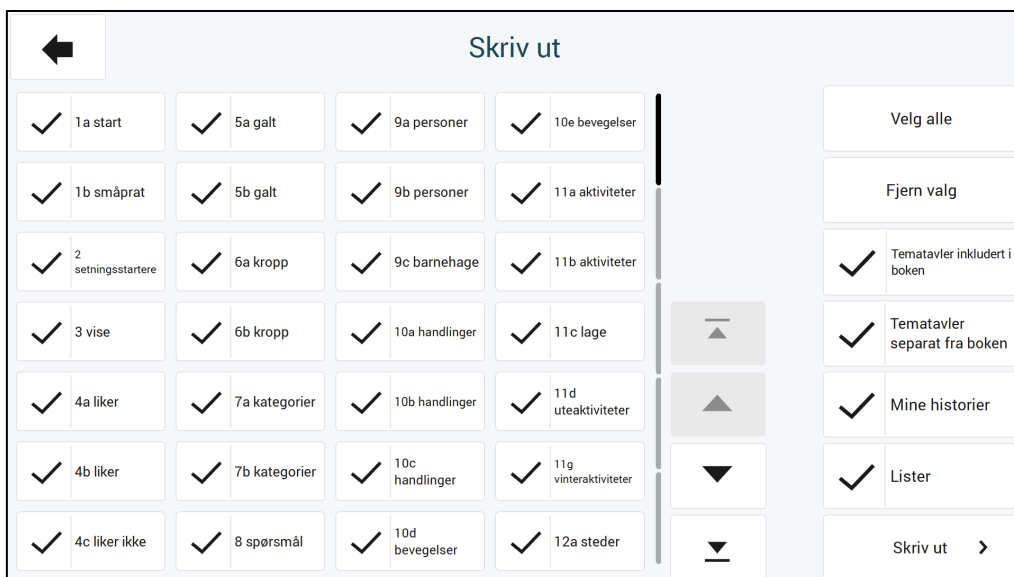 Skriv ut
1a start
5a galt
9a personer
10e bevegelser
Velg alle
1b småprat
5b galt
9b personer
11a aktiviteter
Fjern valg
2
setningsstartere
6a kropp
9c barnehage
11b aktiviteter
Tematavler inkludert i
boken
3 vise
6b kropp
10a handlinger
11c lage
Tematavler
separat fra boken
4a liker
7a kategorier
10b handlinger
11d
uteaktiviteter
Mine historier
4b liker
7b kategorier
10c
handlinger
11g
vinteraktiviteter
Lister
4c liker ikke
8 spørsmål
10d
bevegelser
12a steder
Skriv ut